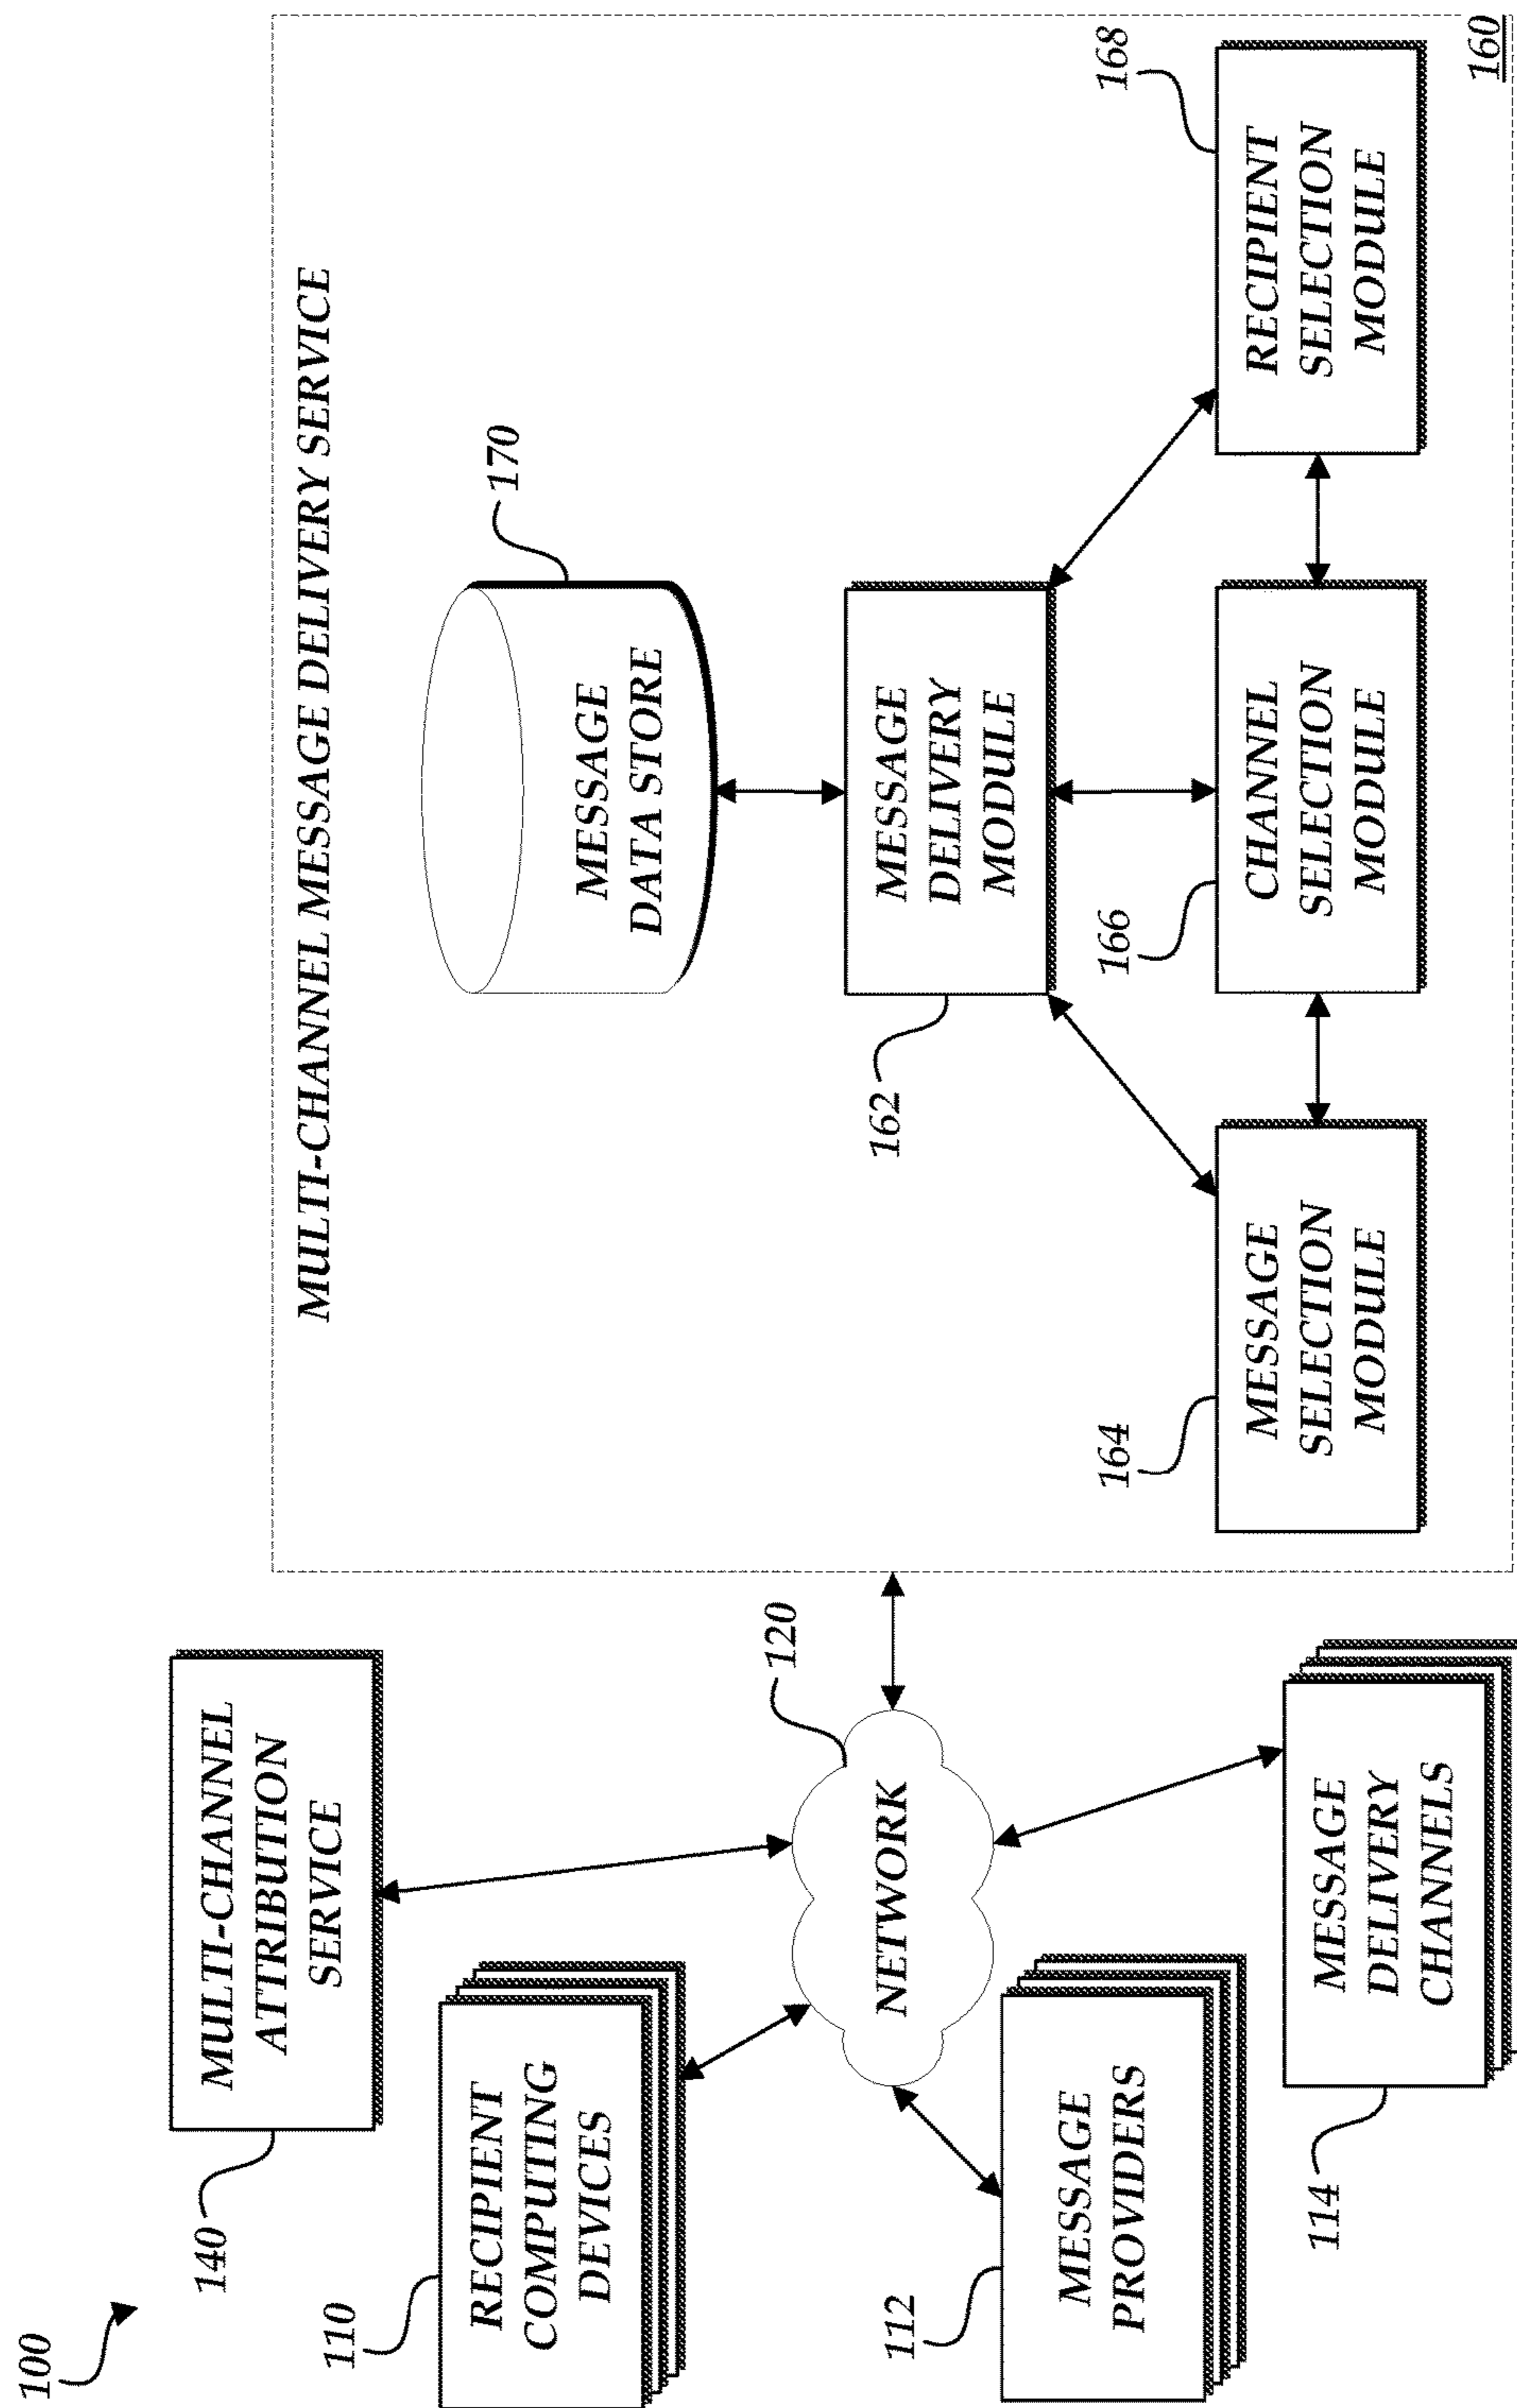 100
140
MULTI-CHANNEL
ATTRIBUTION
SERVICE
110
RECIPIENT
COMPUTING
DEVICES
120
NETWORK
112
MESSAGE
PROVIDERS
114
MESSAGE
DELIVERY
CHANNELS
MULTI-CHANNEL MESSAGE DELIVERY SERVICE
170
MESSAGE
DATA STORE
162
MESSAGE
DELIVERY
MODULE
164
MESSAGE
SELECTION
MODULE
166
CHANNEL
SELECTION
MODULE
168
RECIPIENT
SELECTION
MODULE
160